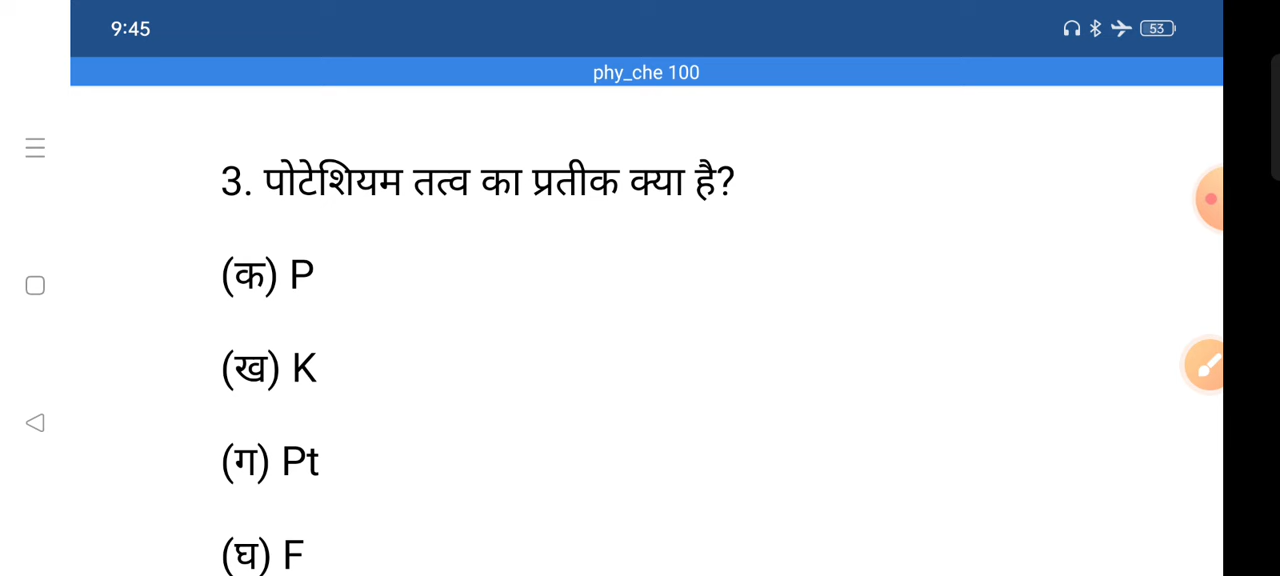 9:45
53
phy_che 100
3. पोटेशियम तत्व का प्रतीक क्या है?
(क) P
(ख) K
(ग) Pt
(घ) F